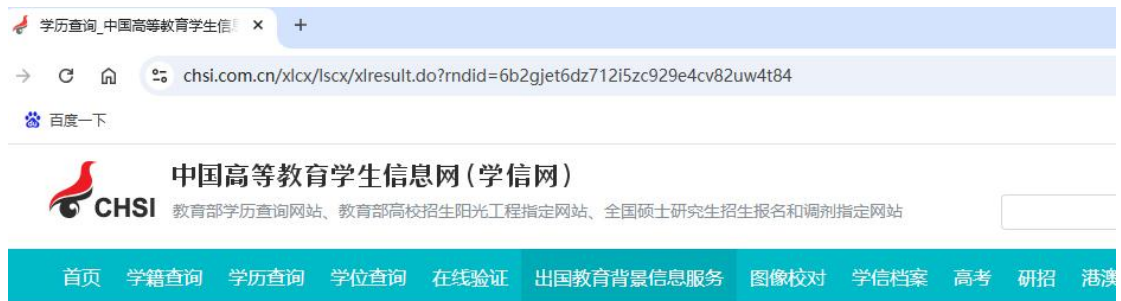 学历查询_中国高等教育学生信
chsi.com.cn/xlcx/lscx/xlresult.do?rndid=6b2gjet6dz712i5zc929e4cv82uw4t84
百度一下
中国高等教育学生信息网(学信网)
CHSI 教育部学历查询网站、教育部高校招生阳光工程指定网站、全国硕士研究生招生报名和调剂指定网站
首页 学籍查询 学历查询 学位查询 在线验证 出国教育背景信息服务 图像校对 学信档案 高考 研招 港澳